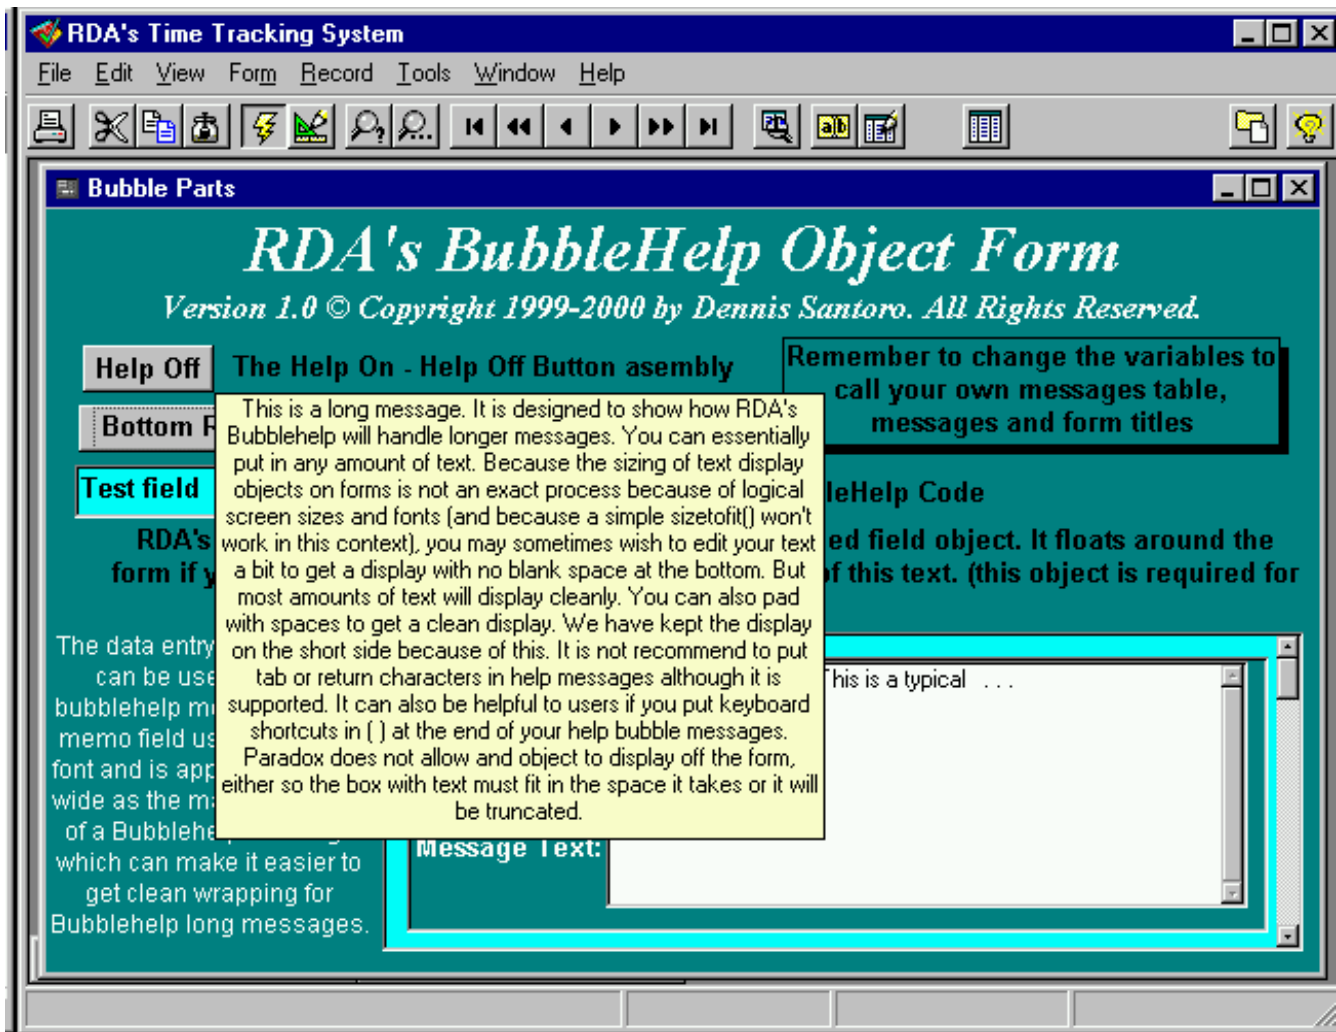 RDA's Time Tracking System
File Edit View Form Record Tools Window Help
Bubble Parts
RDA's BubbleHelp Object Form
Version 1.0 © Copyright 1999-2000 by Dennis Santoro. All Rights Reserved.
Help Off
The Help On - Help Off Button asembly
Remember to change the variables to
call your own messages table,
messages and form titles
Bottom
Test field
leHelp Code
RDA's
ed field object. It floats around the
form if
of this text. (this object is required for
This is a long message. It is designed to show how RDA's
Bubblehelp will handle longer messages. You can essentially
put in any amount of text. Because the sizing of text display
objects on forms is not an exact process because of logical
screen sizes and fonts (and because a simple sizetofit() won't
work in this context), you may sometimes wish to edit your text
a bit to get a display with no blank space at the bottom. But
most amounts of text will display cleanly. You can also pad
with spaces to get a clean display. We have kept the display
on the short side because of this. It is not recommend to put
tab or return characters in help messages although it is
supported. It can also be helpful to users if you put keyboard
shortcuts in ( ) at the end of your help bubble messages.
Paradox does not allow and object to display off the form,
either so the box with text must fit in the space it takes or it will
be truncated.
The data entry
can be use
bubblehelp me
memo field us
font and is app
wide as the ma
of a Bubblehe
which can make it easier to
get clean wrapping for
Bubblehelp long messages.
This is a typical ...
Message Text: